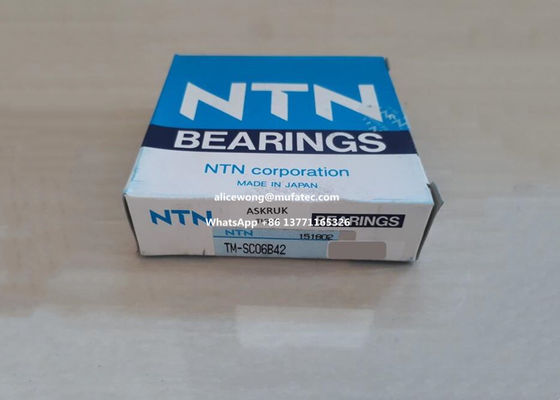 NTN
BEARINGS
NTN corporation
MADE IN JAPAN
alicewong@mufatec.com
NTN
ASKRUK
BEARINGS
WhatsApp +86 13771165326
NTN
151802
TM-SC06B42